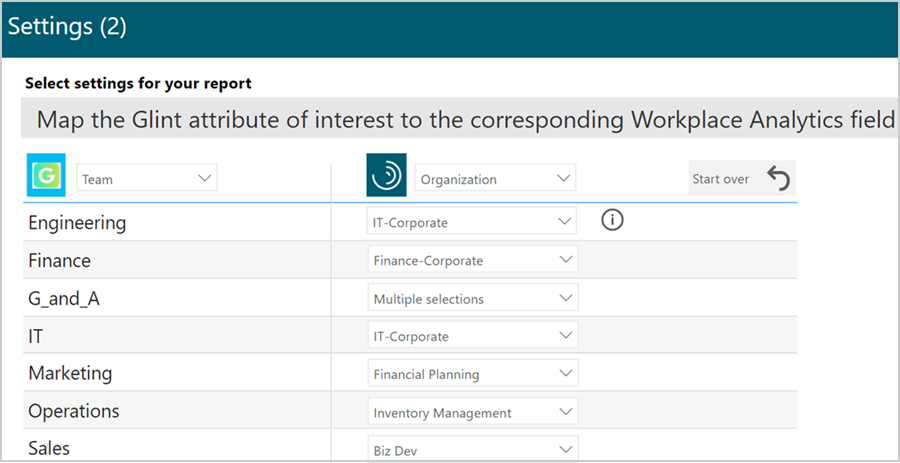 Settings (2)
Select settings for your report
Map the Glint attribute of interest to the corresponding Workplace Analytics field
G Team Organization Start over
Engineering IT-Corporate i
Finance Finance-Corporate
G_and_A Multiple selections
IT IT-Corporate
Marketing Financial Planning
Operations Inventory Management
Sales Biz Dev